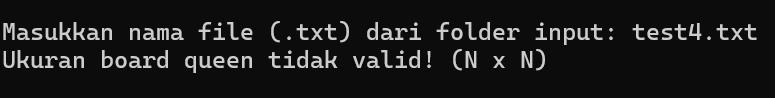 Masukkan nama file (.txt) dari folder input: test4.txt
Ukuran board queen tidak valid! (N x N)